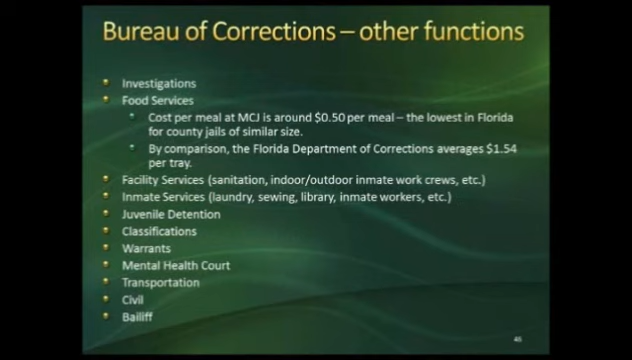 Bureau of Corrections – other functions
Investigations
Food Services
Cost per meal at MCJ is around $0.50 per meal – the lowest in Florida
for county jails of similar size.
By comparison, the Florida Department of Corrections averages $1.54
per tray.
Facility Services (sanitation, indoor/outdoor inmate work crews, etc.)
Inmate Services (laundry, sewing, library, inmate workers, etc.)
Juvenile Detention
Classifications
Warrants
Mental Health Court
Transportation
Civil
Bailiff
46